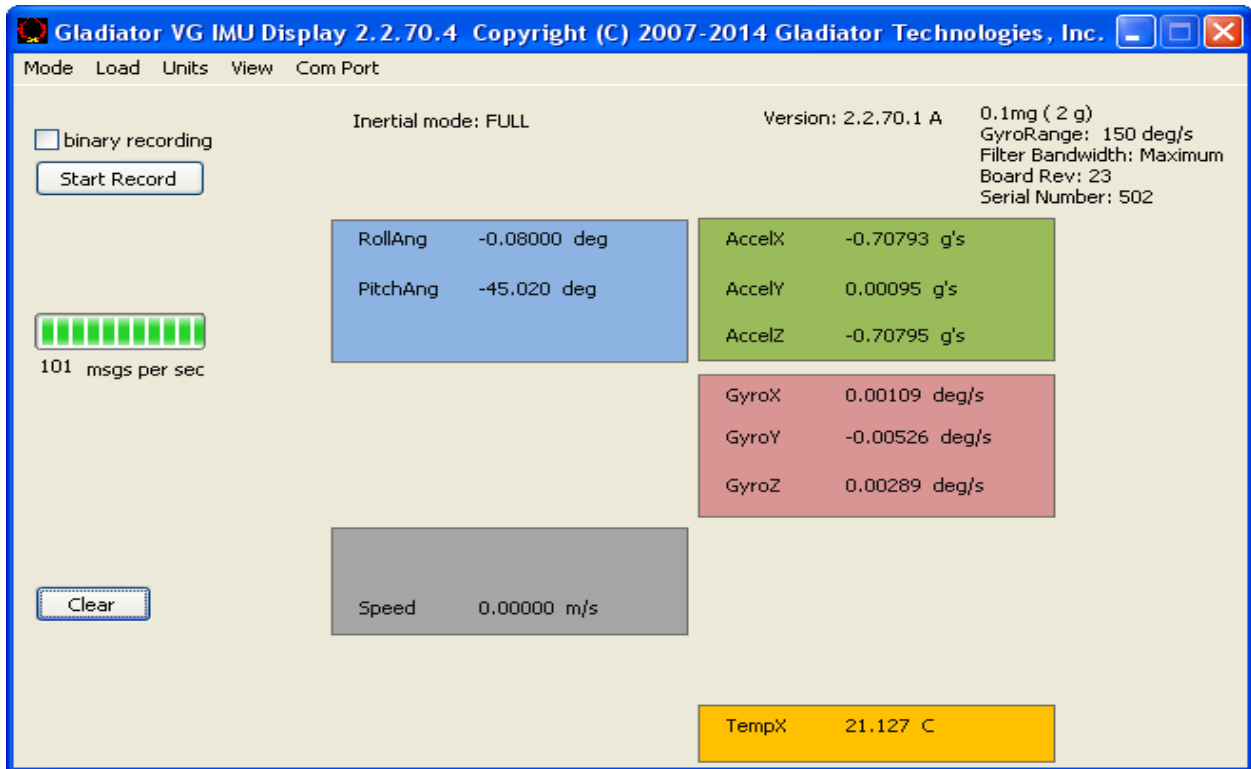 Gladiator VG IMU Display 2.2.70.4 Copyright (C) 2007-2014 Gladiator Technologies, Inc.
Mode Load Units View Com Port
binary recording
Start Record
Inertial mode: FULL
Version: 2.2.70.1 A
0.1mg ( 2 g)
GyroRange: 150 deg/s
Filter Bandwidth: Maximum
Board Rev: 23
Serial Number: 502
RollAng -0.08000 deg
PitchAng -45.020 deg
AccelX -0.70793 g's
AccelY 0.00095 g's
AccelZ -0.70795 g's
101 msgs per sec
GyroX 0.00109 deg/s
GyroY -0.00526 deg/s
GyroZ 0.00289 deg/s
Clear
Speed 0.00000 m/s
TempX 21.127 C